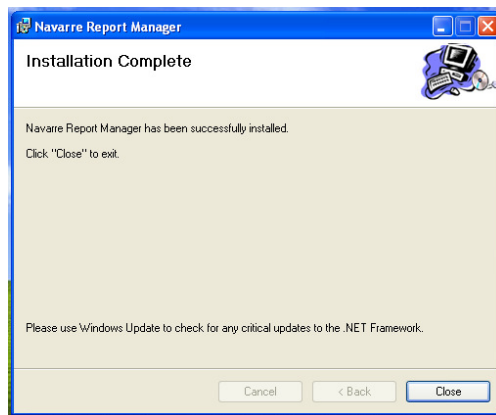 Navarre Report Manager
Installation Complete
Navarre Report Manager has been successfully installed.
Click "Close" to exit.
Please use Windows Update to check for any critical updates to the .NET Framework.
Cancel
< Back
Close